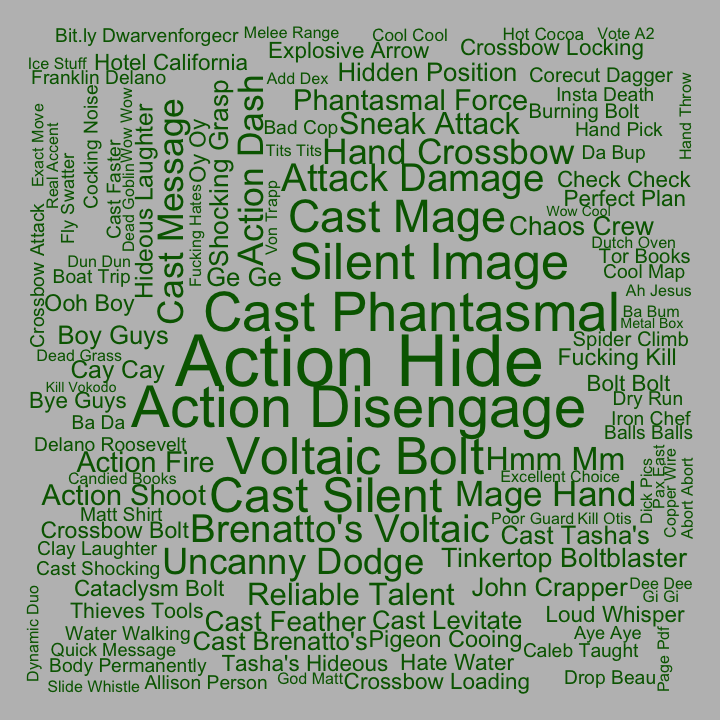 Bit.ly Dwarvenforgecr
Melee Range
Cool Cool
Hot Cocoa
Vote A2
Explosive Arrow
Crossbow Locking
Ice Stuff
Hotel California
Franklin Delano
Add Dex
Hidden Position
Corecut Dagger
Insta Death
Phantasmal Force
Burning Bolt
Hand Throw
Exact Move
Real Accent
Fly Swatter
Cocking Noises
Cast Faster
Wow Wow
Dead Goblin
Hideous Laughter
Cast Message
Oy Oy
Fucking Hates
Shocking Grasp
Action Dash
Von Trapp
Bad Cop
Sneak Attack
Hand Pick
Tits Tits
Hand Crossbow
Da Bup
Attack Damage
Check Check
Perfect Plan
Cast Mage
Wow Cool
Chaos Crew
Crossbow Attack
Dutch Oven
Dun Dun
Silent Image
Tor Books
Boat Trip
Ge Ge
Cool Map
Ooh Boy
Cast Phantasmal
Ah Jesus
Ba Bum
Metal Box
Boy Guys
Spider Climb
Dead Grass
Action Hide
Fucking Kill
Cay Cay
Kill Vokodo
Bolt Bolt
Bye Guys
Action Disengage
Dry Run
Ba Da
Iron Chef
Balls Balls
Delano Roosevelt
Action Fire
Voltaic Bolt
Hmm Mm
Candied Books
Excellent Choice
Dick Pics
Pax East
Copper Wire
Abort Abort
Action Shoot
Cast Silent
Mage Hand
Matt Shirt
Poor Guard
Kill Otis
Crossbow Bolt
Brenatto's Voltaic
Cast Tasha's
Clay Laughter
Cast Shocking
Uncanny Dodge
Tinkertop Boltblaster
Cataclysm Bolt
Reliable Talent
John Crapper
Dee Dee
Gi Gi
Dynamic Duo
Thieves Tools
Cast Feather
Cast Levitate
Loud Whisper
Water Walking
Cast Brenatto's
Pigeon Cooing
Aye Aye
Quick Message
Caleb Taught
Page Pdf
Body Permanently
Tasha's Hideous
Hate Water
Slide Whistle
Allison Person
God Matt
Crossbow Loading
Drop Beau